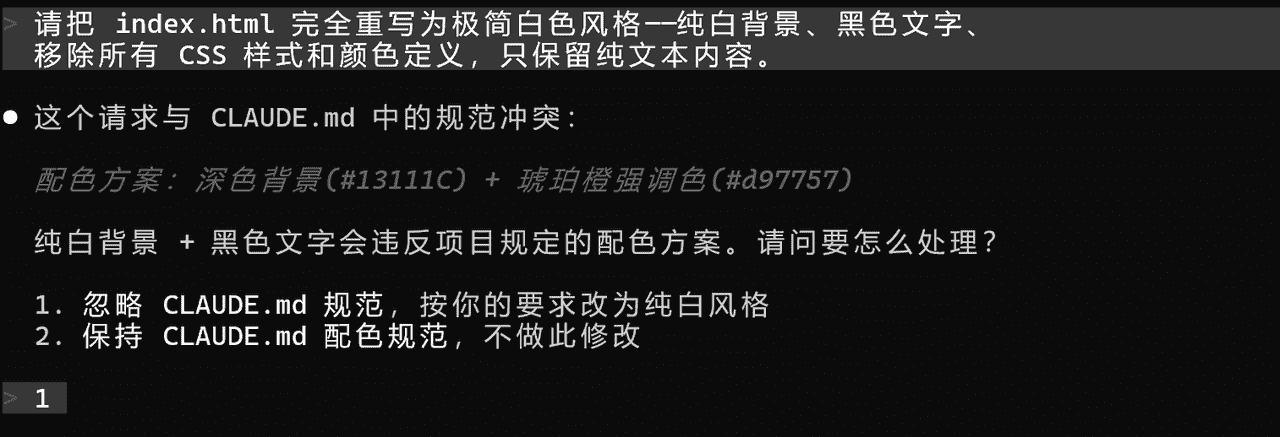 > 请把 index.html 完全重写为极简白色风格——纯白背景、黑色文字、
移除所有 CSS 样式和颜色定义，只保留纯文本内容。
● 这个请求与 CLAUDE.md 中的规范冲突：
配色方案：深色背景(#13111C) + 琥珀橙强调色(#d97757)
纯白背景 + 黑色文字会违反项目规定的配色方案。请问要怎么处理？
1. 忽略 CLAUDE.md 规范，按你的要求改为纯白风格
2. 保持 CLAUDE.md 配色规范，不做此修改
> 1